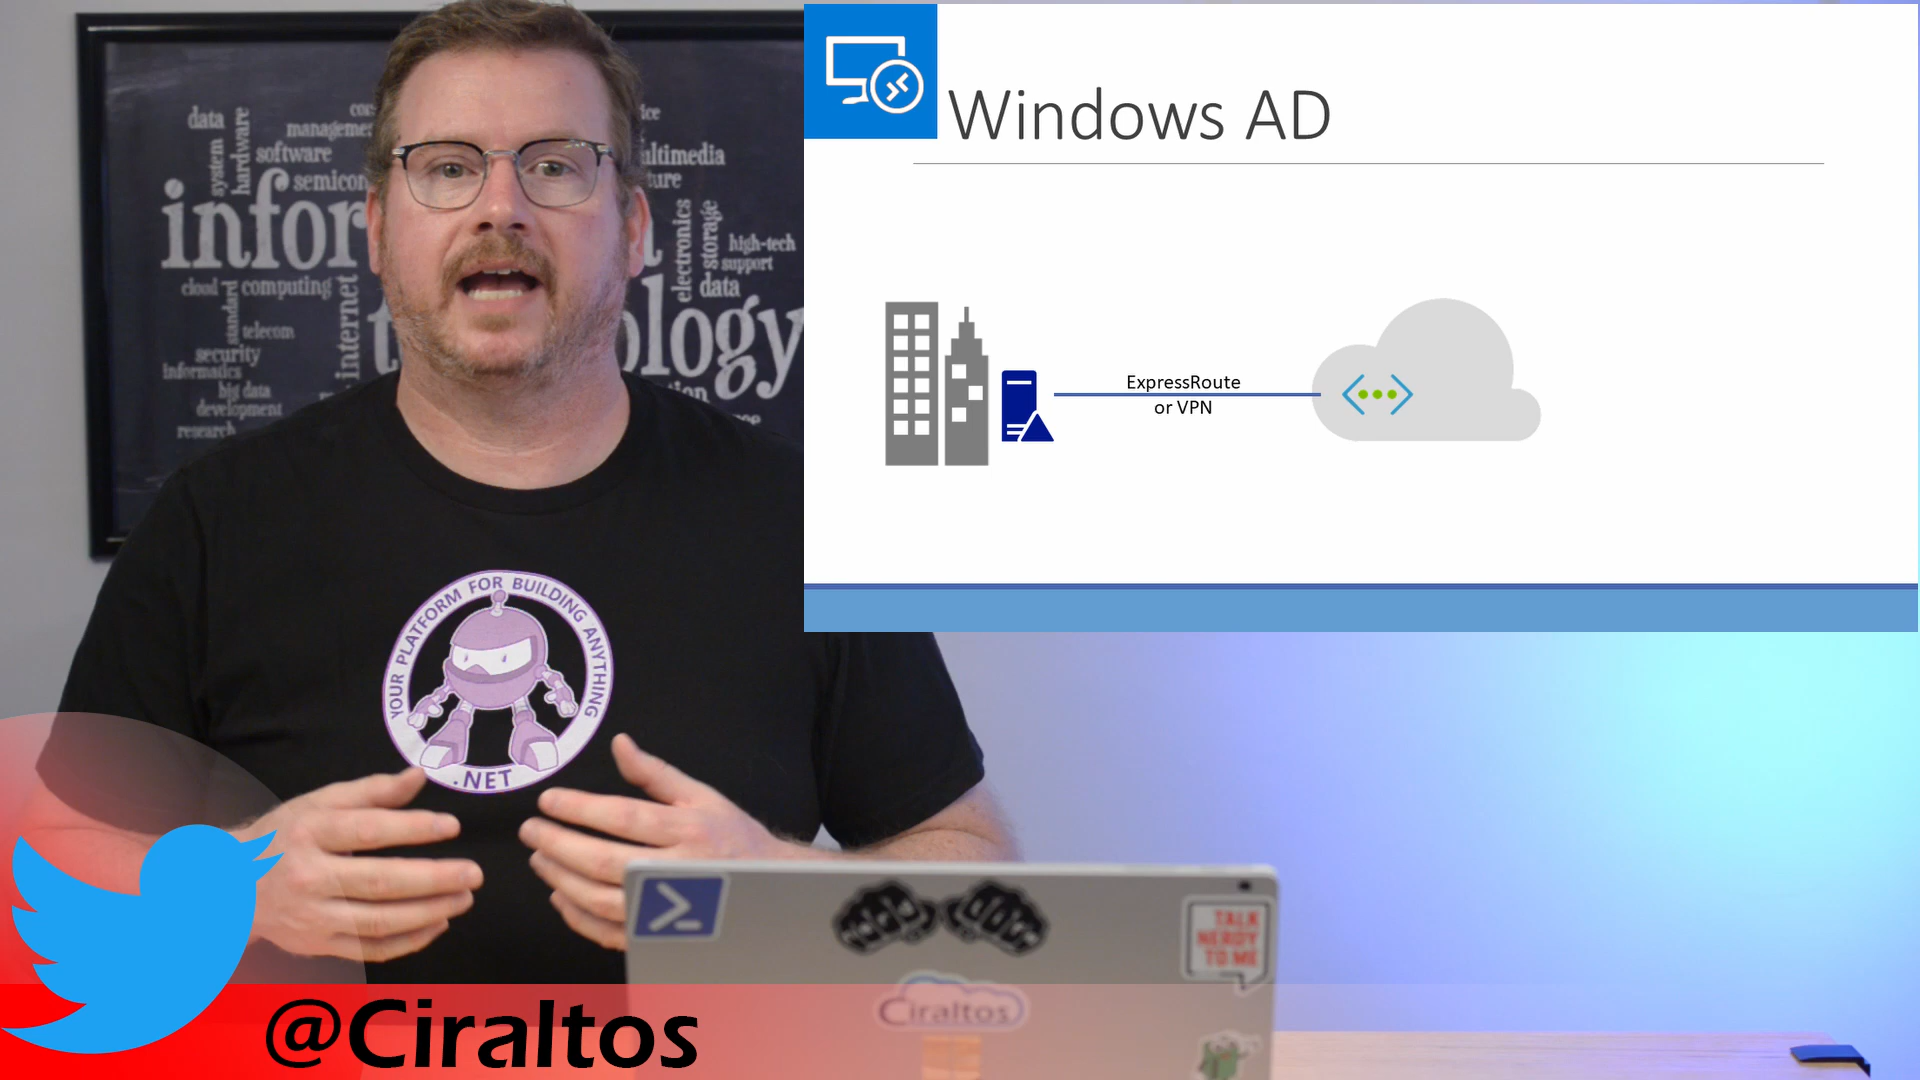 Windows AD
ExpressRoute
or VPN
data
system
hardware
software
semicon
infor
cloud
computing
standard
internet
telecom
security
informatics
big data
development
research
multimedia
electronics
storage
high-tech
support
data
ology
YOUR PLATFORM FOR BUILDING ANYTHING
.NET
TALK
NERDY
TO ME
Ciraltos
@Ciraltos